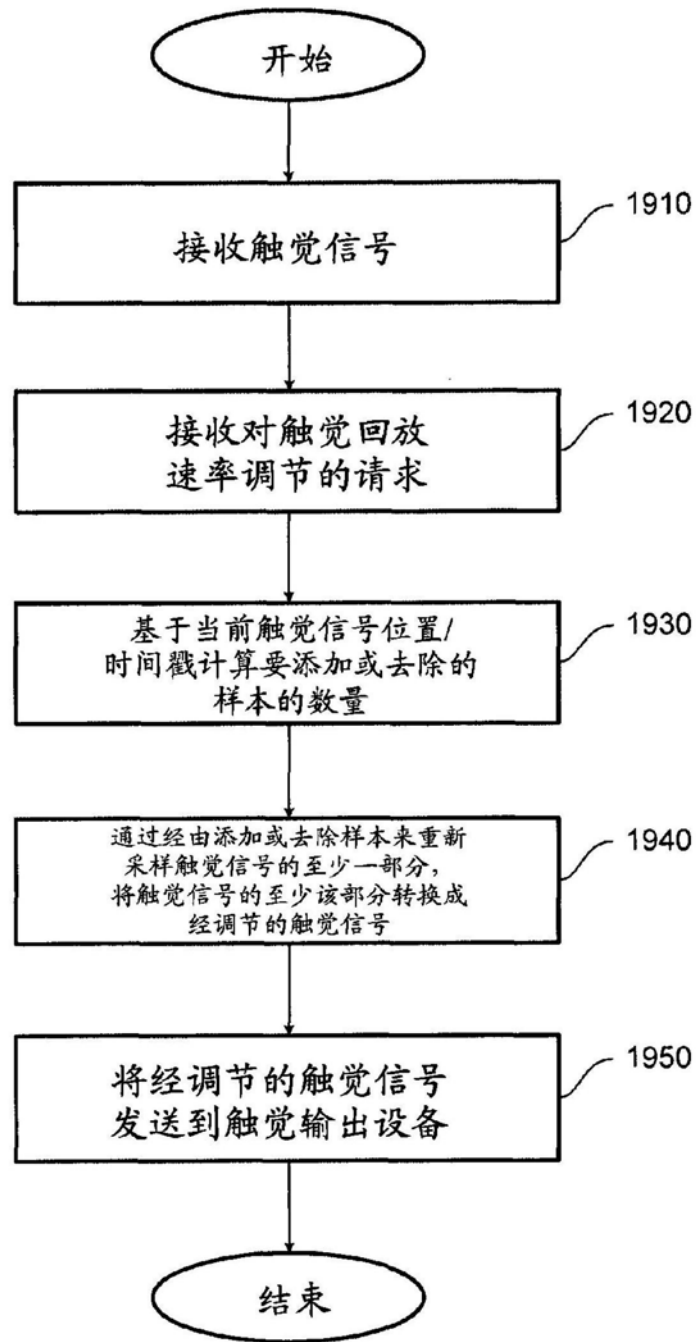 开始
接收触觉信号
1910
接收对触觉回放
速率调节的请求
1920
基于当前触觉信号位置/
时间戳计算要添加或去除的
样本的数量
1930
通过经由添加或去除样本来重新
采样触觉信号的至少一部分，
将触觉信号的至少该部分转换成
经调节的触觉信号
1940
将经调节的触觉信号
发送到触觉输出设备
1950
结束